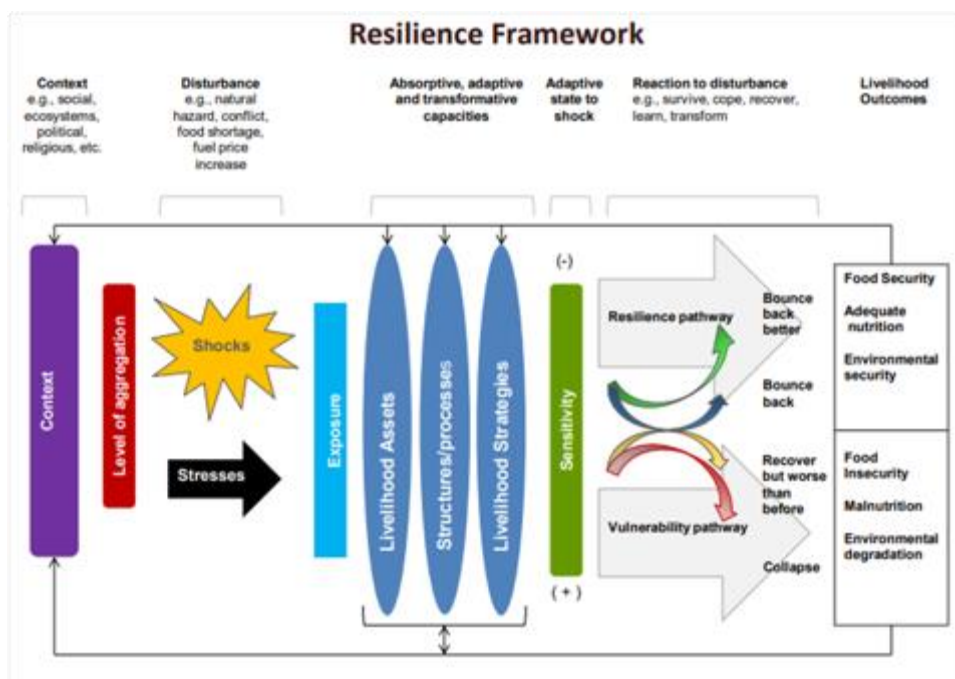 Resilience Framework
Context
e.g., social,
ecosystems,
political,
religious, etc.
Disturbance
e.g., natural
hazard, conflict,
food shortage,
fuel price
increase
Absorptive, adaptive
and transformative
capacities
Adaptive
state to
shock
Reaction to disturbance
e.g., survive, cope, recover,
learn, transform
Livelihood
Outcomes
Context
Level of aggregation
Shocks
Stresses
Exposure
Livelihood Assets
Structures/processes
Livelihood Strategies
(-)
Sensitivity
(+)
Resilience pathway
Bounce
back
better
Bounce
back
Recover
but worse
than
before
Vulnerability pathway
Collapse
Food Security
Adequate
nutrition
Environmental
security
Food
Insecurity
Malnutrition
Environmental
degradation